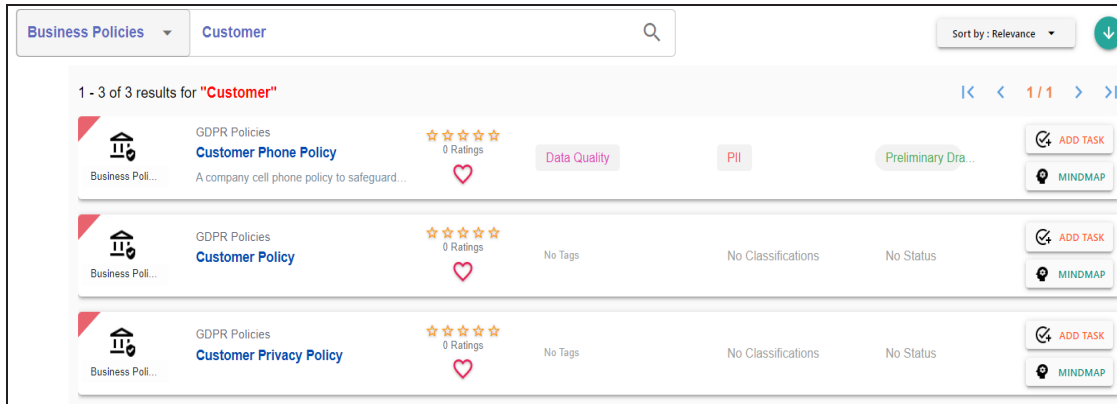 Business Policies
Customer
Sort by : Relevance
1 - 3 of 3 results for "Customer"
1 / 1
GDPR Policies
Customer Phone Policy
A company cell phone policy to safeguard...
Business Poli...
0 Ratings
Data Quality
PII
Preliminary Dra...
ADD TASK
MINDMAP
GDPR Policies
Customer Policy
Business Poli...
0 Ratings
No Tags
No Classifications
No Status
ADD TASK
MINDMAP
GDPR Policies
Customer Privacy Policy
Business Poli...
0 Ratings
No Tags
No Classifications
No Status
ADD TASK
MINDMAP